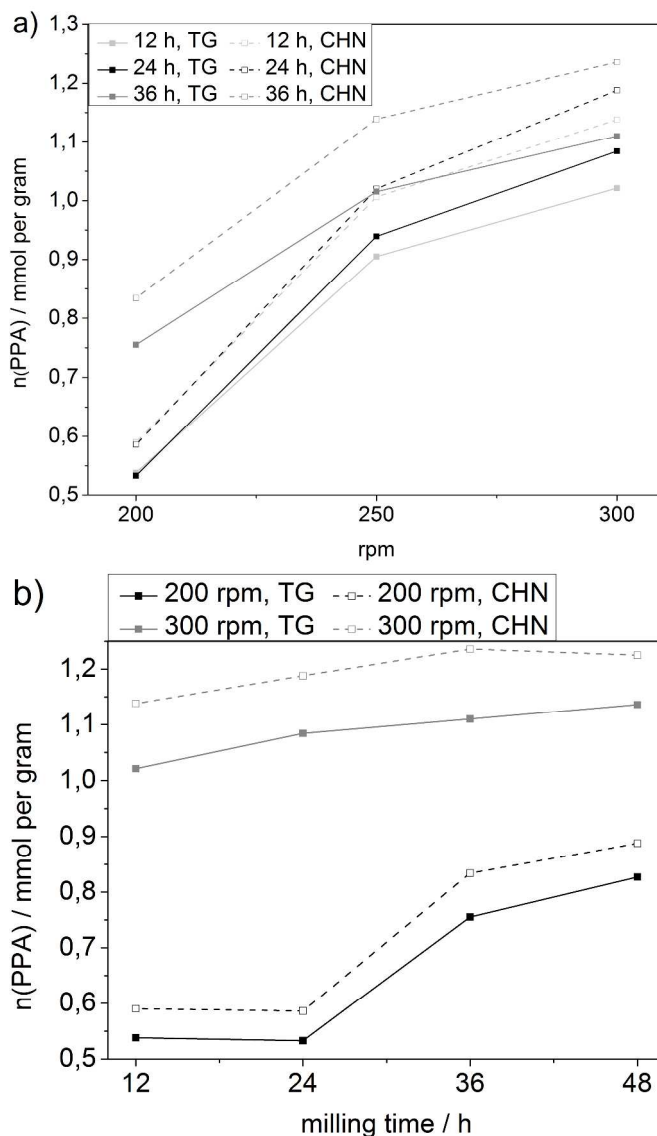 a)
12 h, TG 12 h, CHN
24 h, TG 24 h, CHN
36 h, TG 36 h, CHN
1,3
1,2
1,1
1,0
0,9
0,8
0,7
0,6
0,5
n(PPA) / mmol per gram
200 250 300
rpm
b)
200 rpm, TG 200 rpm, CHN
300 rpm, TG 300 rpm, CHN
1,2
1,1
1,0
0,9
0,8
0,7
0,6
0,5
n(PPA) / mmol per gram
12 24 36 48
milling time / h